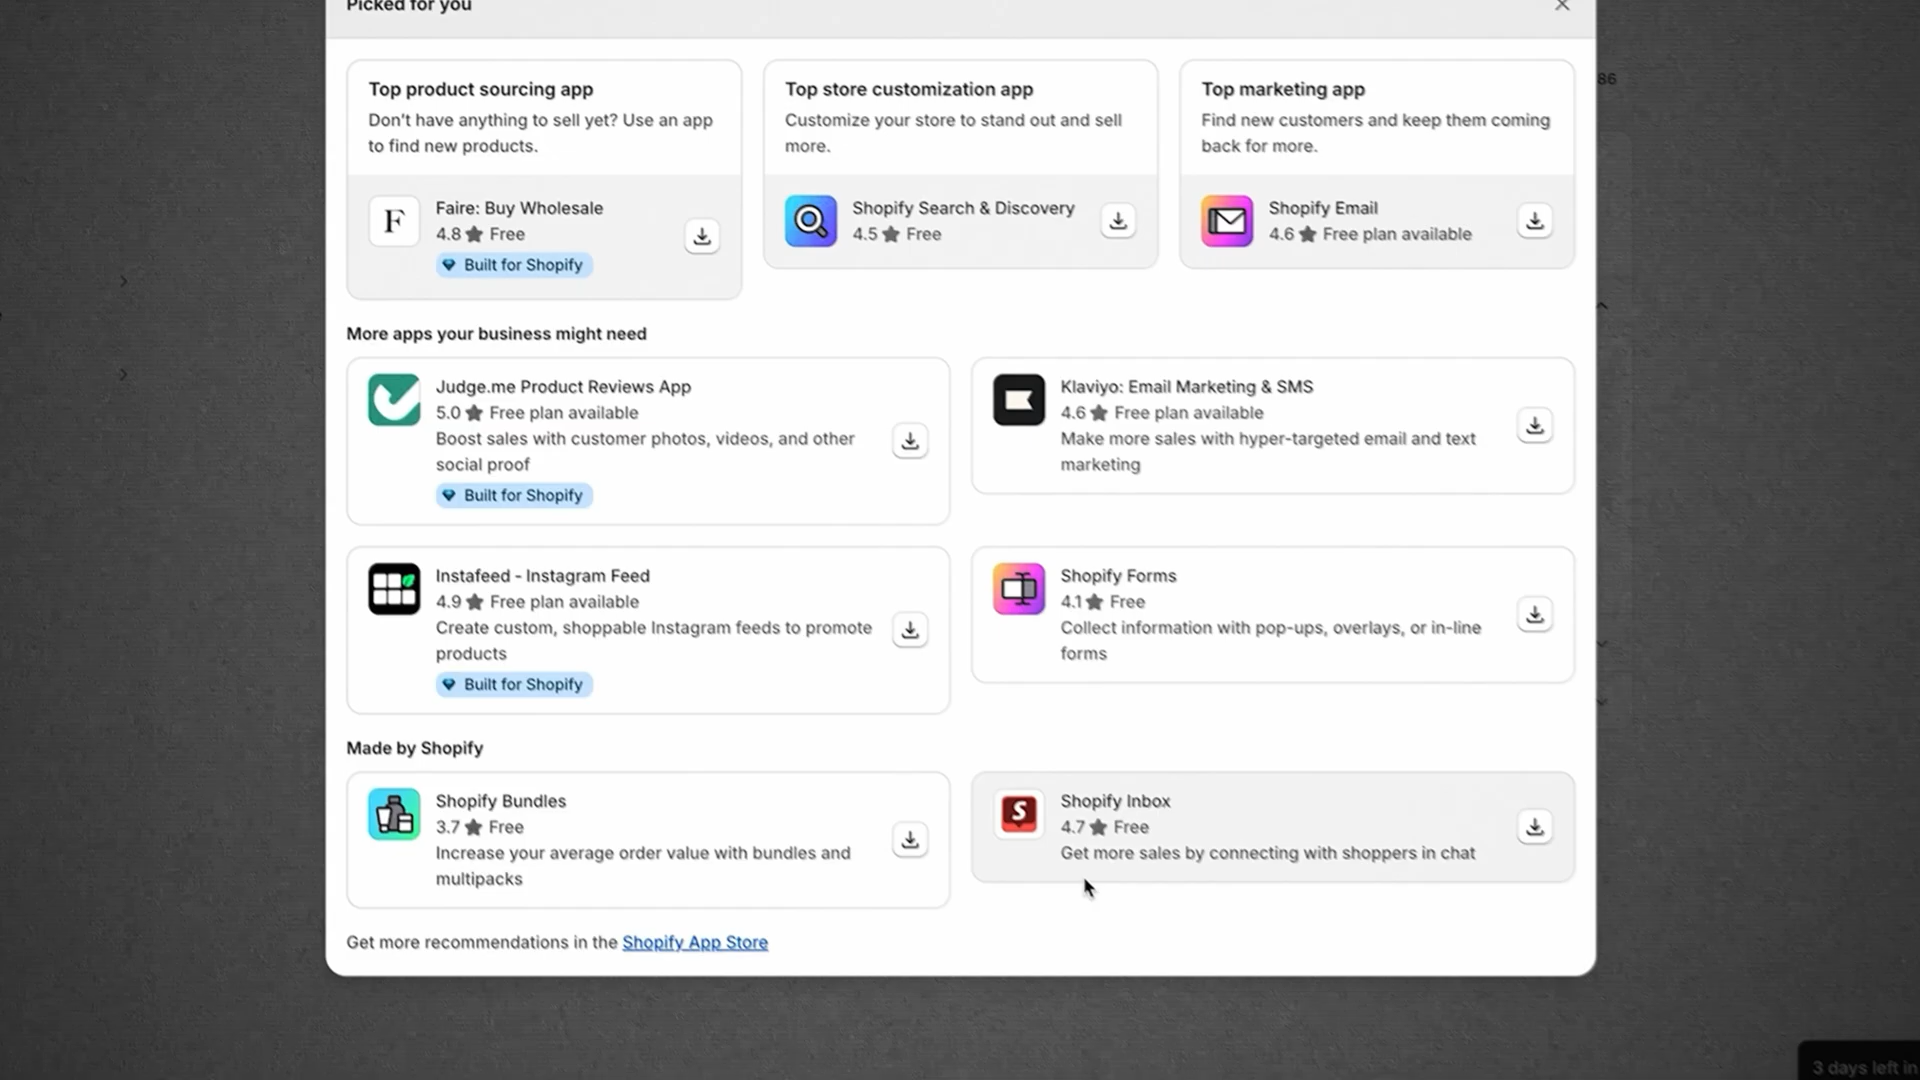 Picked for you
86
Top product sourcing app
Don't have anything to sell yet? Use an app
to find new products.
F
Faire: Buy Wholesale
4.8 Free
Built for Shopify
Top store customization app
Customize your store to stand out and sell
more.
Shopify Search & Discovery
4.5 Free
Top marketing app
Find new customers and keep them coming
back for more.
Shopify Email
4.6 Free plan available
More apps your business might need
Judge.me Product Reviews App
5.0 Free plan available
Boost sales with customer photos, videos, and other
social proof
Built for Shopify
Klaviyo: Email Marketing & SMS
4.6 Free plan available
Make more sales with hyper-targeted email and text
marketing
Instafeed - Instagram Feed
4.9 Free plan available
Create custom, shoppable Instagram feeds to promote
products
Built for Shopify
Shopify Forms
4.1 Free
Collect information with pop-ups, overlays, or in-line
forms
Made by Shopify
Shopify Bundles
3.7 Free
Increase your average order value with bundles and
multipacks
S
Shopify Inbox
4.7 Free
Get more sales by connecting with shoppers in chat
Get more recommendations in the Shopify App Store
3 days left in